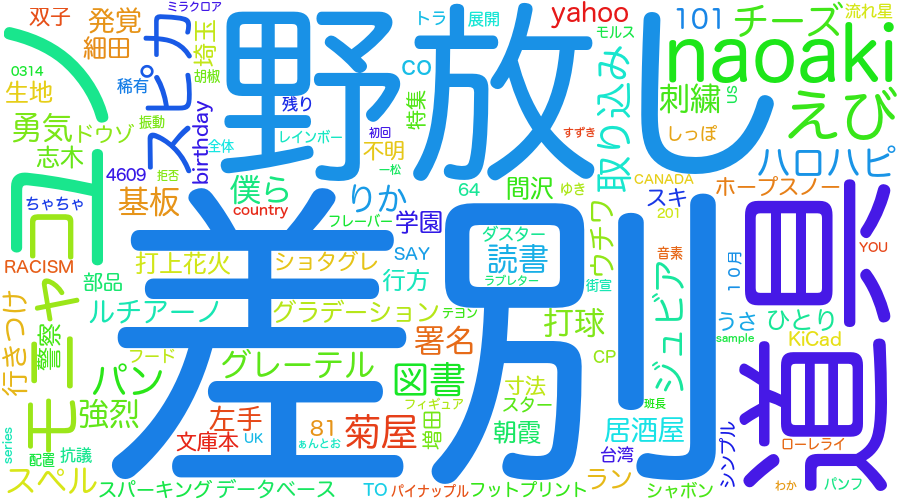 双子
発覚
細田
ミラクロア
0314
生地
稀有
ピカ
スピカ
埼玉
胡椒
勇気
ドウゾ
振動
志木
birthday
全体
4609
拒否
ちゃちゃ
基板
僕ら
country
野放し
トラ
展開
CO
特集
残り
レインボー
初回
不明
一松
りか
フレーバー
学園
64
間沢
ゆき
yahoo
モルス
取り込み
すずき
101
チーズ
流れ星
naoaki
US
刺繍
えび
しっぽ
ハロハピ
CANADA
スキ
201
ホープスノー
ノ
ユニ
モニャコ
RACISM
部品
打上花火
ショタグレ
行方
SAY
ルチアーノ
グラデーション
テヨン
行きつけ
警察
フード
パン
グレーテル
署名
図書
フィギュア
強烈
左手
文庫本
UK
81
ぁんとお
菊屋
増田
series
配置
抗議
スペル
スパーキング
データベース
TO
パイナップル
フットプリント
差別
ダスター
読書
ラブレター
ウチワ
街宣
打球
CP
寸法
スター
朝霞
班長
居酒屋
台湾
ラン
シャボン
ジュビア
音素
10月
YOU
うさ
ひとり
sample
KiCad
道具
シンプル
ローレライ
わか
パンフ